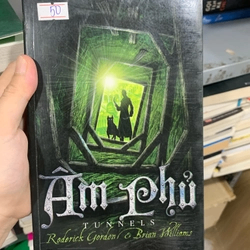 50
Âm Phủ
TUNNELS
Roderick Gordon & Brian Williams